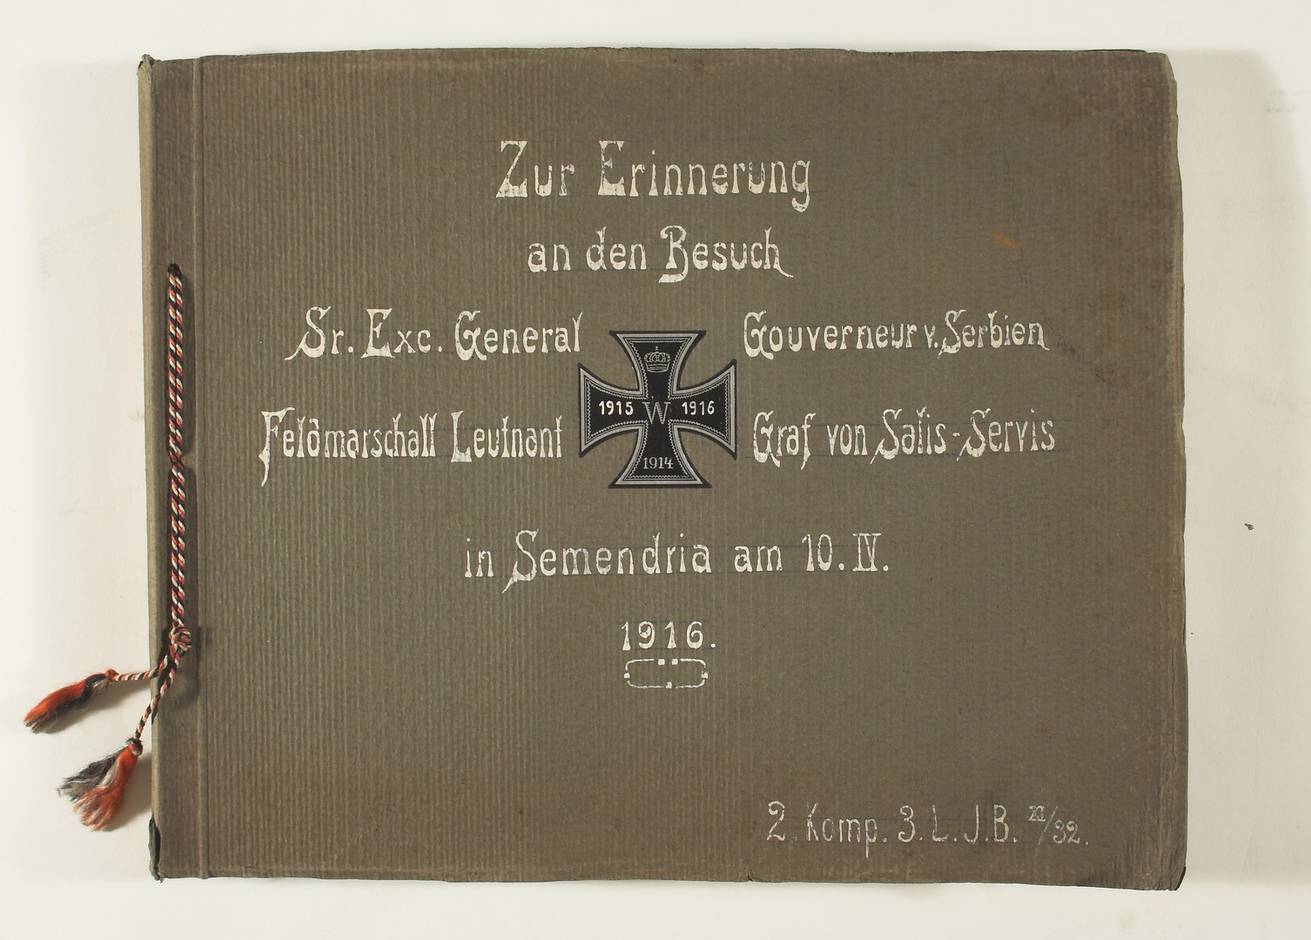 Zur Erinnerung
an den Besuch
Sr. Exc. General Gouverneur v. Serbien
Feldmarschall Leutnant Graf von Salis-Servis
1915 W 1916
1914
in Semendria am 10. IV.
1916.
2. Komp. 3. L. J. B. XI/32.